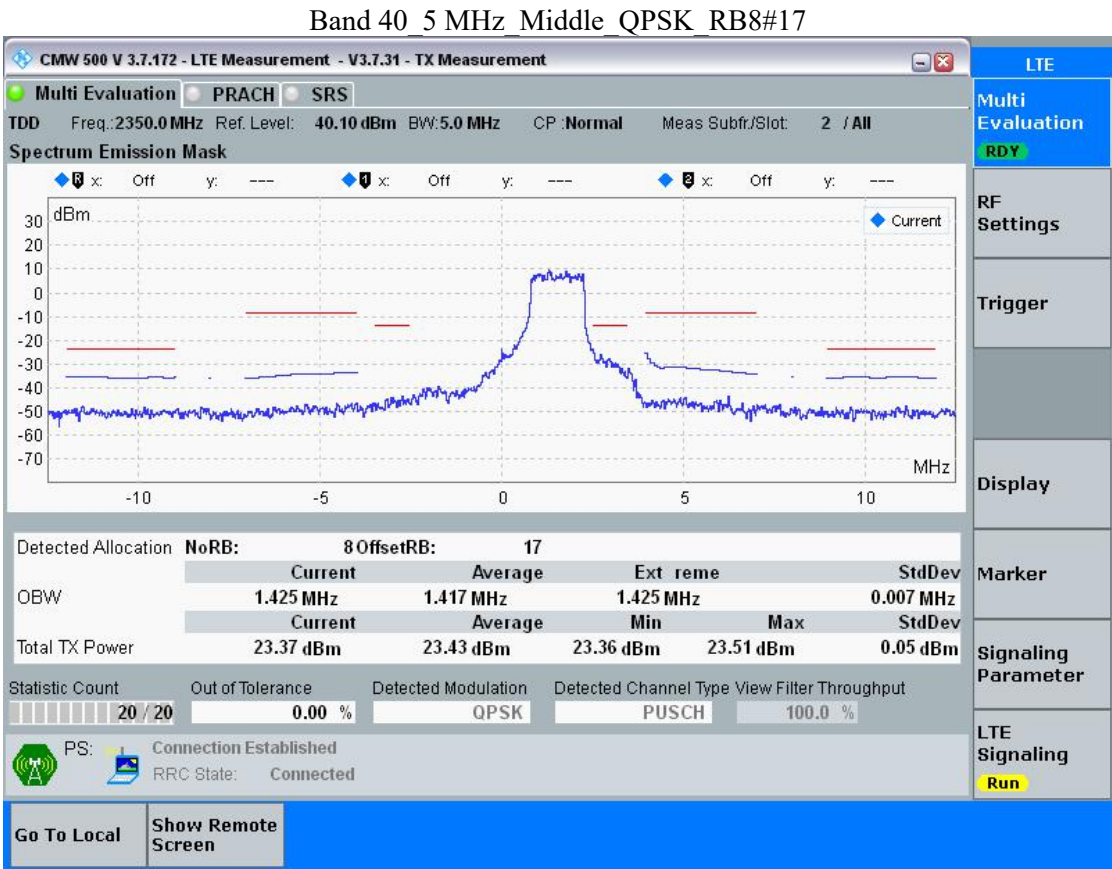 Band 40_5 MHz_Middle_QPSK_RB8#17
CMW 500 V 3.7.172 - LTE Measurement - V3.7.31 - TX Measurement
LTE
Multi Evaluation PRACH SRS
Multi
Evaluation
RDY
TDD Freq.:2350.0 MHz Ref. Level: 40.10 dBm BW:5.0 MHz CP :Normal Meas Subfr./Slot: 2 / All
Spectrum Emission Mask
R x: Off y: --- 1 x: Off y: --- 2 x: Off y: ---
dBm
Current
30
20
10
0
-10
-20
-30
-40
-50
-60
-70
MHz
-10 -5 0 5 10
RF
Settings
Trigger
Display
Marker
Signaling
Parameter
LTE
Signaling
Run
Detected Allocation NoRB: 8 OffsetRB: 17
Current Average Ext reme StdDev
OBW 1.425 MHz 1.417 MHz 1.425 MHz 0.007 MHz
Current Average Min Max StdDev
Total TX Power 23.37 dBm 23.43 dBm 23.36 dBm 23.51 dBm 0.05 dBm
Statistic Count Out of Tolerance Detected Modulation Detected Channel Type View Filter Throughput
20 / 20 0.00 % QPSK PUSCH 100.0 %
PS: Connection Established
RRC State: Connected
Go To Local
Show Remote
Screen